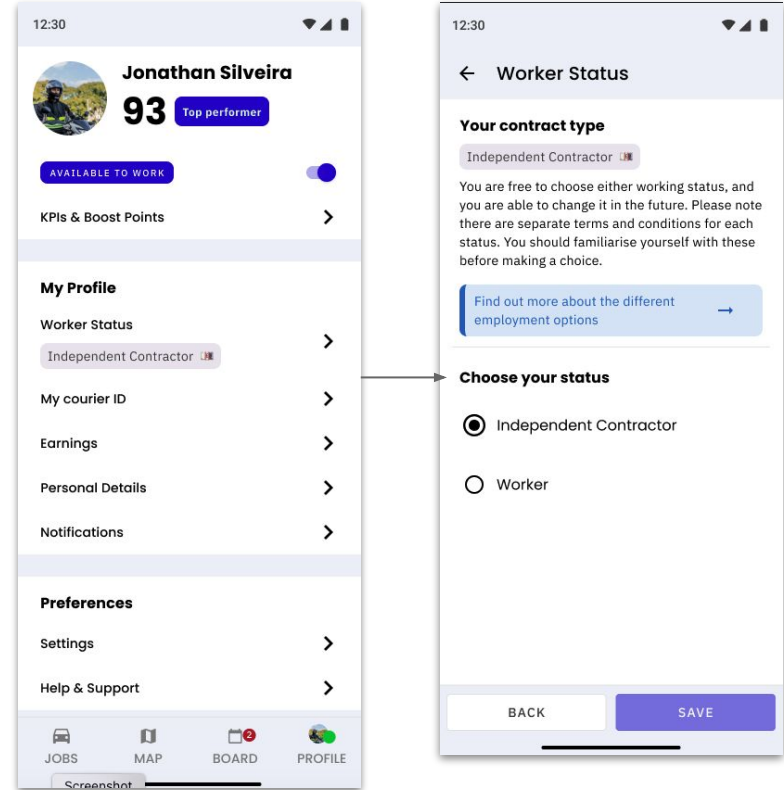 12:30
Jonathan Silveira
93
Top performer
AVAILABLE TO WORK
KPIs & Boost Points
My Profile
Worker Status
Independent Contractor
My courier ID
Earnings
Personal Details
Notifications
Preferences
Settings
Help & Support
2
JOBS
MAP
BOARD
PROFILE
Screenshot
12:30
Worker Status
Your contract type
Independent Contractor
You are free to choose either working status, and
you are able to change it in the future. Please note
there are separate terms and conditions for each
status. You should familiarise yourself with these
before making a choice.
Find out more about the different
employment options
Choose your status
Independent Contractor
Worker
BACK
SAVE